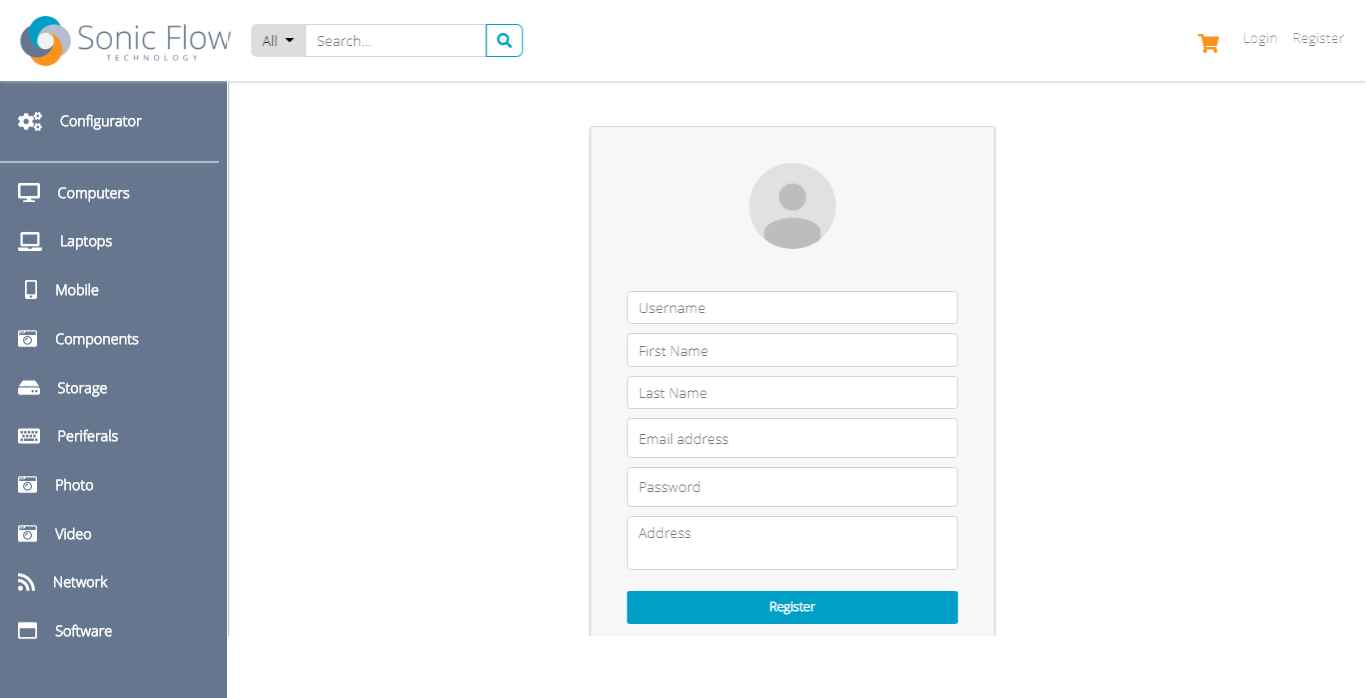 Sonic Flow
TECHNOLOGY
All
Search...
Login
Register
Configurator
Computers
Laptops
Mobile
Components
Storage
Periferals
Photo
Video
Network
Software
Username
First Name
Last Name
Email address
Password
Address
Register